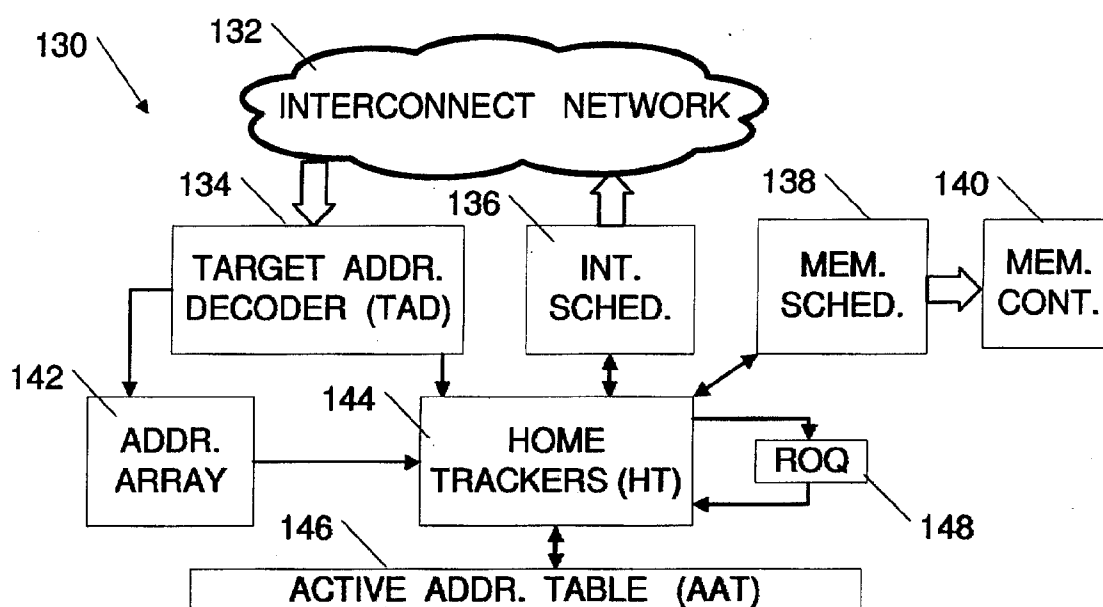 130
132
INTERCONNECT NETWORK
134
136
138
140
TARGET ADDR.
DECODER (TAD)
INT.
SCHED.
MEM.
SCHED.
MEM.
CONT.
142
144
ADDR.
ARRAY
HOME
TRACKERS (HT)
ROQ
148
146
ACTIVE ADDR. TABLE (AAT)